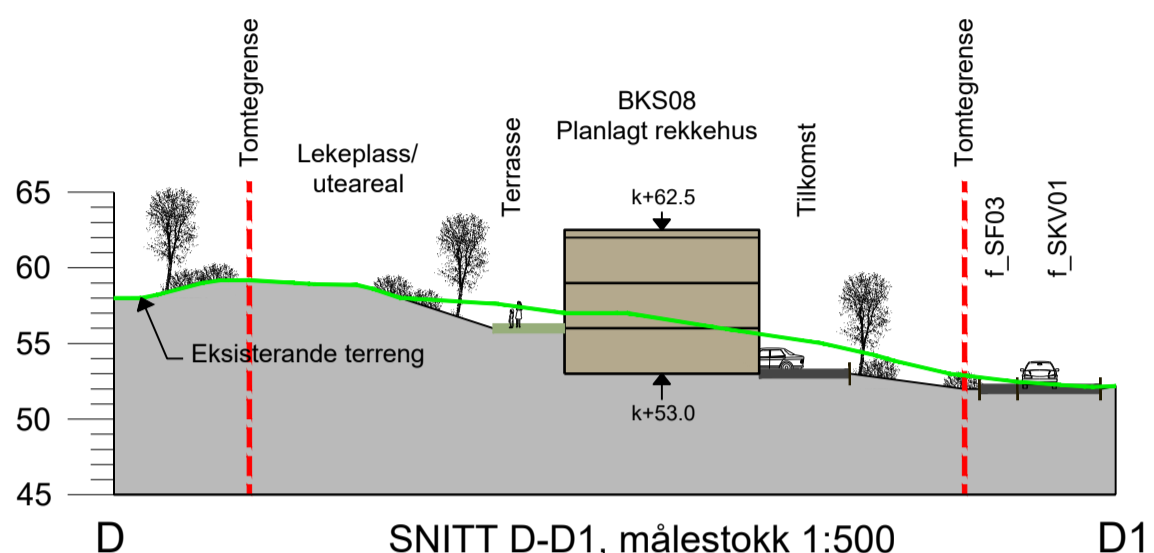 Tomtegrense
Lekeplass/
uteareal
Terrasse
BKS08
Planlagt rekkehus
Tilkomst
Tomtegrense
f_SF03
f_SKV01
k+62.5
k+53.0
Eksisterande terreng
65
60
55
50
45
D
SNITT D-D1, målestokk 1:500
D1